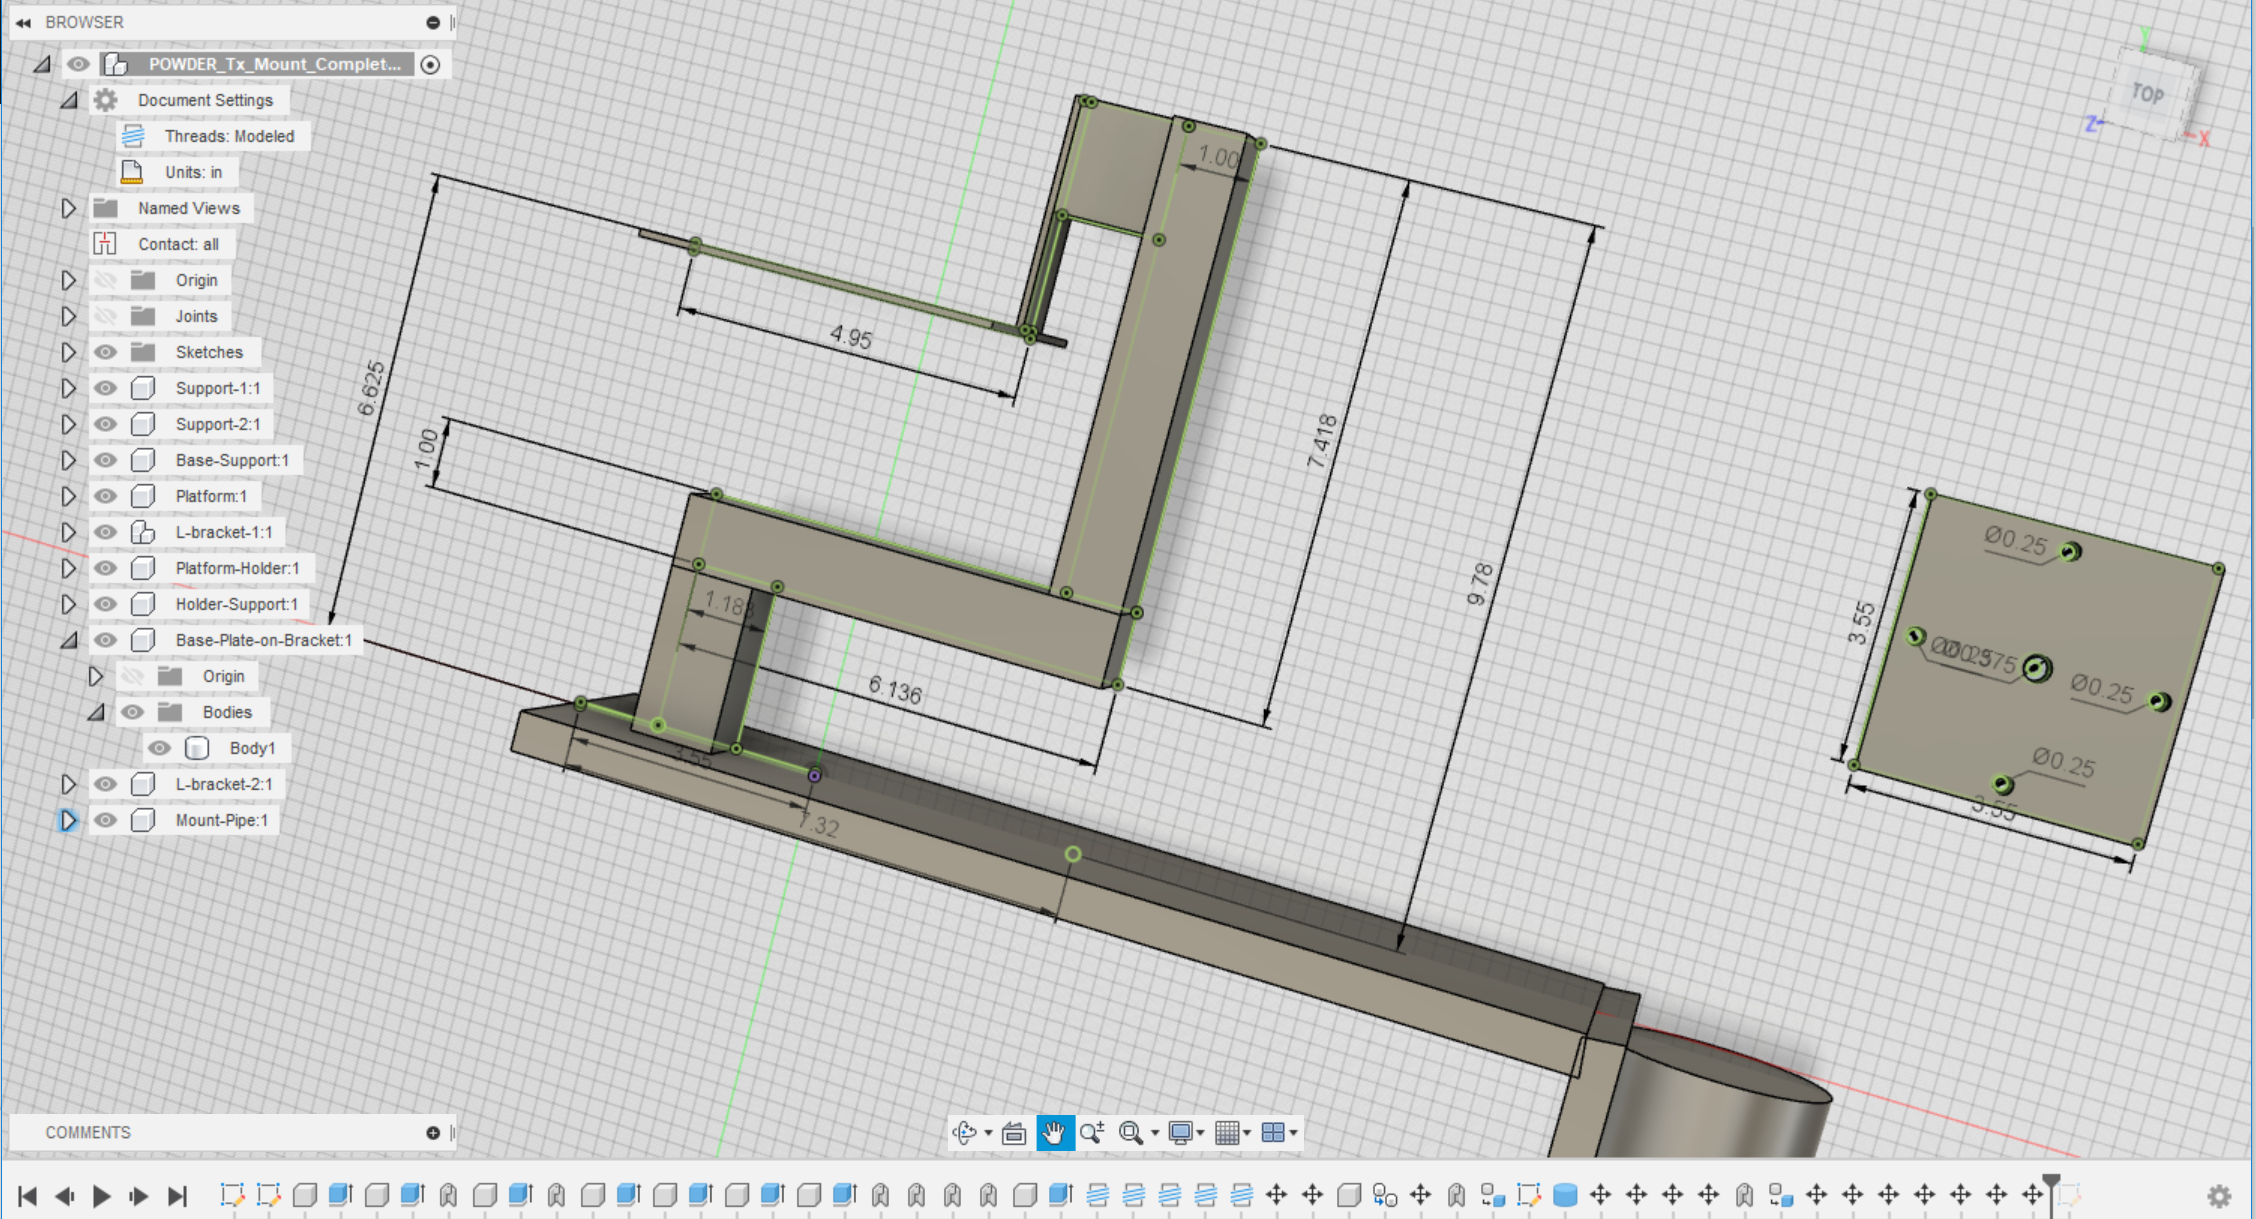 BROWSER
POWDER_Tx_Mount_Complet...
Document Settings
Threads: Modeled
Units: in
Named Views
Contact: all
Origin
Joints
Sketches
Support-1:1
Support-2:1
Base-Support:1
Platform:1
L-bracket-1:1
Platform-Holder:1
Holder-Support:1
Base-Plate-on-Bracket:1
Origin
Bodies
Body1
L-bracket-2:1
Mount-Pipe:1
COMMENTS
Y
TOP
Z
X
1.00
4.95
6.625
1.00
7.418
9.78
1.188
6.136
3.55
7.32
Ø0.25
3.55
Ø0.25
Ø0.25
3.55